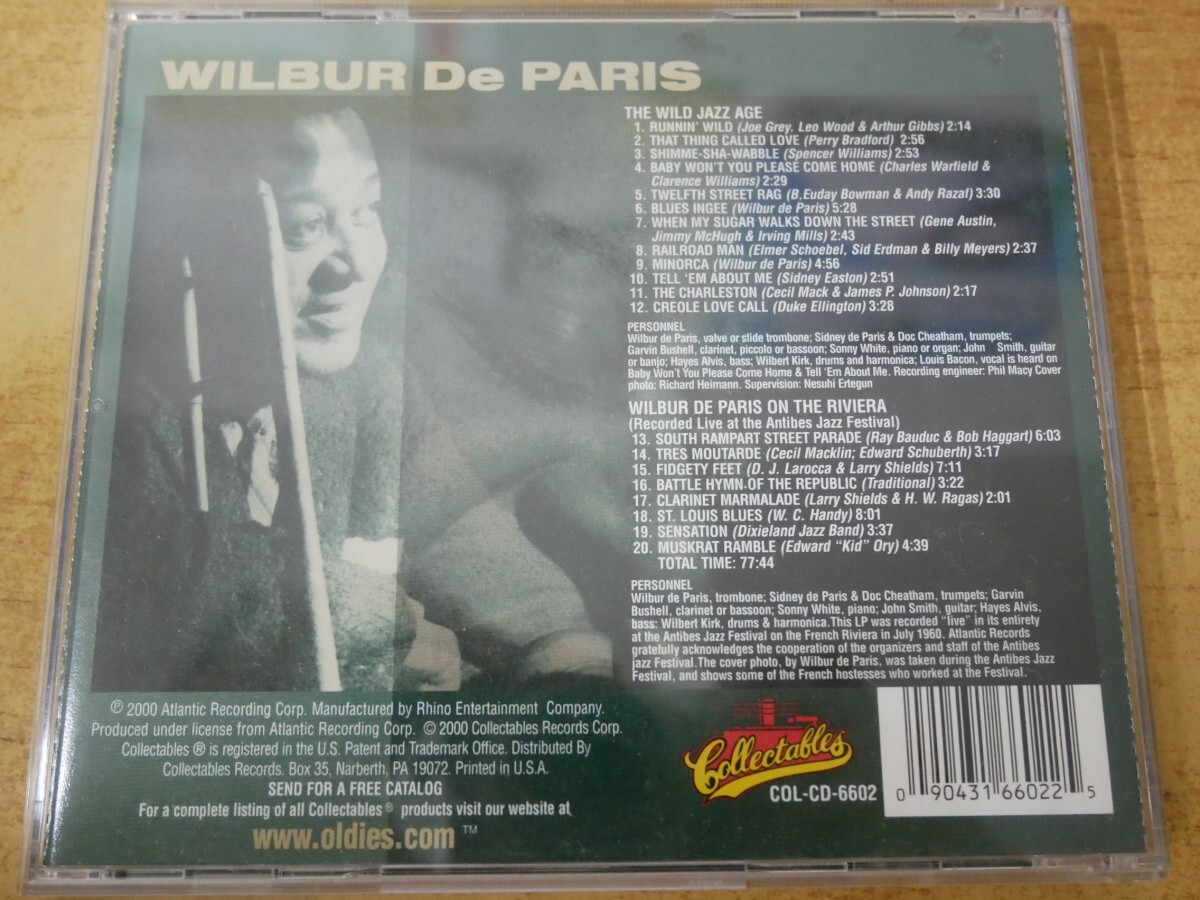 WILBUR De PARIS
THE WILD JAZZ AGE
1. RUNNIN' WILD (Joe Grey, Leo Wood & Arthur Gibbs) 2:14
2. THAT THING CALLED LOVE (Perry Bradford) 2:56
3. SHIMME-SHA-WABBLE (Spencer Williams) 2:53
4. BABY WON'T YOU PLEASE COME HOME (Charles Warfield &
Clarence Williams) 2:29
5. TWELFTH STREET RAG (B.Euday Bowman & Andy Razaf) 3:30
6. BLUES INGEE (Wilbur de Paris) 5:28
7. WHEN MY SUGAR WALKS DOWN THE STREET (Gene Austin,
Jimmy McHugh & Irving Mills) 2:43
8. RAILROAD MAN (Elmer Schoebel, Sid Erdman & Billy Meyers) 2:37
9. MINORCA (Wilbur de Paris) 4:56
10. TELL 'EM ABOUT ME (Sidney Easton) 2:51
11. THE CHARLESTON (Cecil Mack & James P. Johnson) 2:17
12. CREOLE LOVE CALL (Duke Ellington) 3:28
PERSONNEL
Wilbur de Paris, valve or slide trombone; Sidney de Paris & Doc Cheatham, trumpets;
Garvin Bushell, clarinet, piccolo or bassoon; Sonny White, piano or organ; John Smith, guitar
or banjo; Hayes Alvis, bass; Wilbert Kirk, drums and harmonica; Louis Bacon, vocal is heard on
Baby Won't You Please Come Home & Tell 'Em About Me. Recording engineer: Phil Macy Cover
photo: Richard Heimann. Supervision: Nesuhi Ertegun
WILBUR DE PARIS ON THE RIVIERA
(Recorded Live at the Antibes Jazz Festival)
13. SOUTH RAMPART STREET PARADE (Ray Bauduc & Bob Haggart) 6:03
14. TRES MOUTARDE (Cecil Macklin; Edward Schuberth) 3:17
15. FIDGETY FEET (D. J. Larocca & Larry Shields) 7:11
16. BATTLE HYMN OF THE REPUBLIC (Traditional) 3:22
17. CLARINET MARMALADE (Larry Shields & H. W. Ragas) 2:01
18. ST. LOUIS BLUES (W. C. Handy) 8:01
19. SENSATION (Dixieland Jazz Band) 3:37
20. MUSKRAT RAMBLE (Edward "Kid" Ory) 4:39
TOTAL TIME: 77:44
PERSONNEL
Wilbur de Paris, trombone; Sidney de Paris & Doc Cheatham, trumpets; Garvin
Bushell, clarinet or bassoon; Sonny White, piano; John Smith, guitar; Hayes Alvis,
bass: Wilbert Kirk, drums & harmonica.This LP was recorded "live" in its entirety
at the Antibes Jazz Festival on the French Riviera in July 1960. Atlantic Records
gratefully acknowledges the cooperation of the organizers and staff of the Antibes
jazz Festival.The cover photo, by Wilbur de Paris, was taken during the Antibes Jazz
Festival, and shows some of the French hostesses who worked at the Festival.
℗ 2000 Atlantic Recording Corp. Manufactured by Rhino Entertainment Company.
Produced under license from Atlantic Recording Corp. © 2000 Collectables Records Corp.
Collectables ® is registered in the U.S. Patent and Trademark Office. Distributed By
Collectables Records. Box 35, Narberth, PA 19072. Printed in U.S.A.
SEND FOR A FREE CATALOG
For a complete listing of all Collectables® products visit our website at
www.oldies.com™
Collectables
COL-CD-6602
0 90431 66022 5